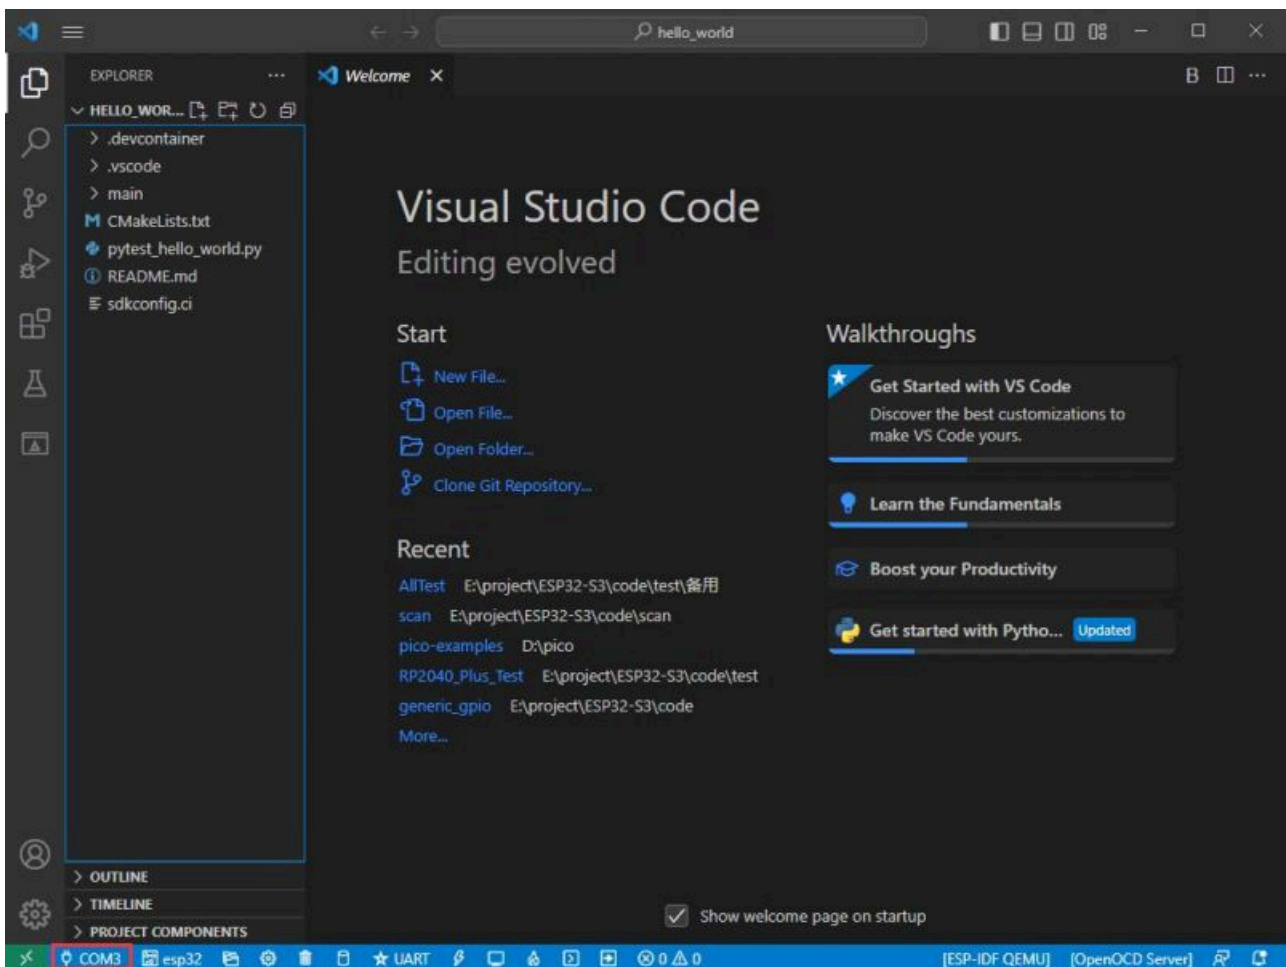 hello_world
EXPLORER
Welcome
HELLO_WOR...
.devcontainer
.vscode
main
CMakeLists.txt
pytest_hello_world.py
README.md
sdkconfig.ci
Visual Studio Code
Editing evolved
Start
New File...
Open File...
Open Folder...
Clone Git Repository...
Recent
AllTest E:\project\ESP32-S3\code\test\备用
scan E:\project\ESP32-S3\code\scan
pico-examples D:\pico
RP2040_Plus_Test E:\project\ESP32-S3\code\test
generic_gpio E:\project\ESP32-S3\code
More...
Walkthroughs
Get Started with VS Code
Discover the best customizations to
make VS Code yours.
Learn the Fundamentals
Boost your Productivity
Get started with Pytho... Updated
OUTLINE
TIMELINE
PROJECT COMPONENTS
Show welcome page on startup
COM3 esp32 UART 0 0 [ESP-IDF QEMU] [OpenOCD Server]